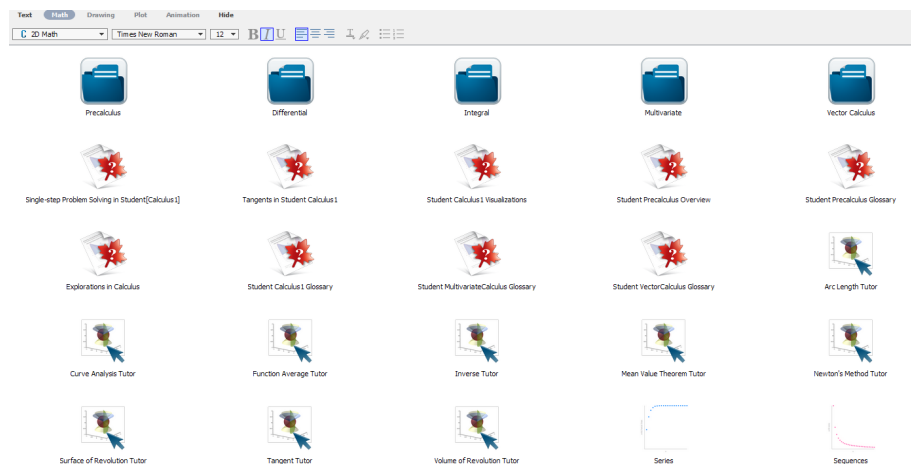 Text Math Drawing Plot Animation Hide
C 2D Math Times New Roman 12 B I U
Precalculus Differential Integral Multivariate Vector Calculus
Single-step Problem Solving in Student[Calculus1] Tangents in Student Calculus1 Student Calculus1 Visualizations Student Precalculus Overview Student Precalculus Glossary
Explorations in Calculus Student Calculus1 Glossary Student MultivariateCalculus Glossary Student VectorCalculus Glossary Arc Length Tutor
Curve Analysis Tutor Function Average Tutor Inverse Tutor Mean Value Theorem Tutor Newton's Method Tutor
Surface of Revolution Tutor Tangent Tutor Volume of Revolution Tutor Series Sequences